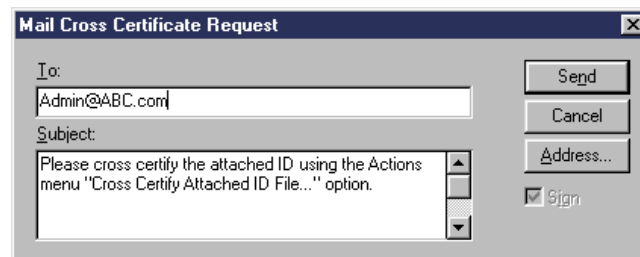 Mail Cross Certificate Request
To:
Admin@ABC.com
Subject:
Please cross certify the attached ID using the Actions
menu "Cross Certify Attached ID File..." option.
Send
Cancel
Address...
Sign